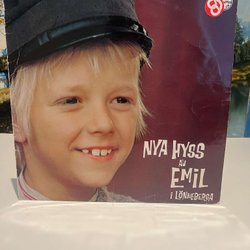 NYA HYSS
AV
EMIL
I LÖNNEBERGA